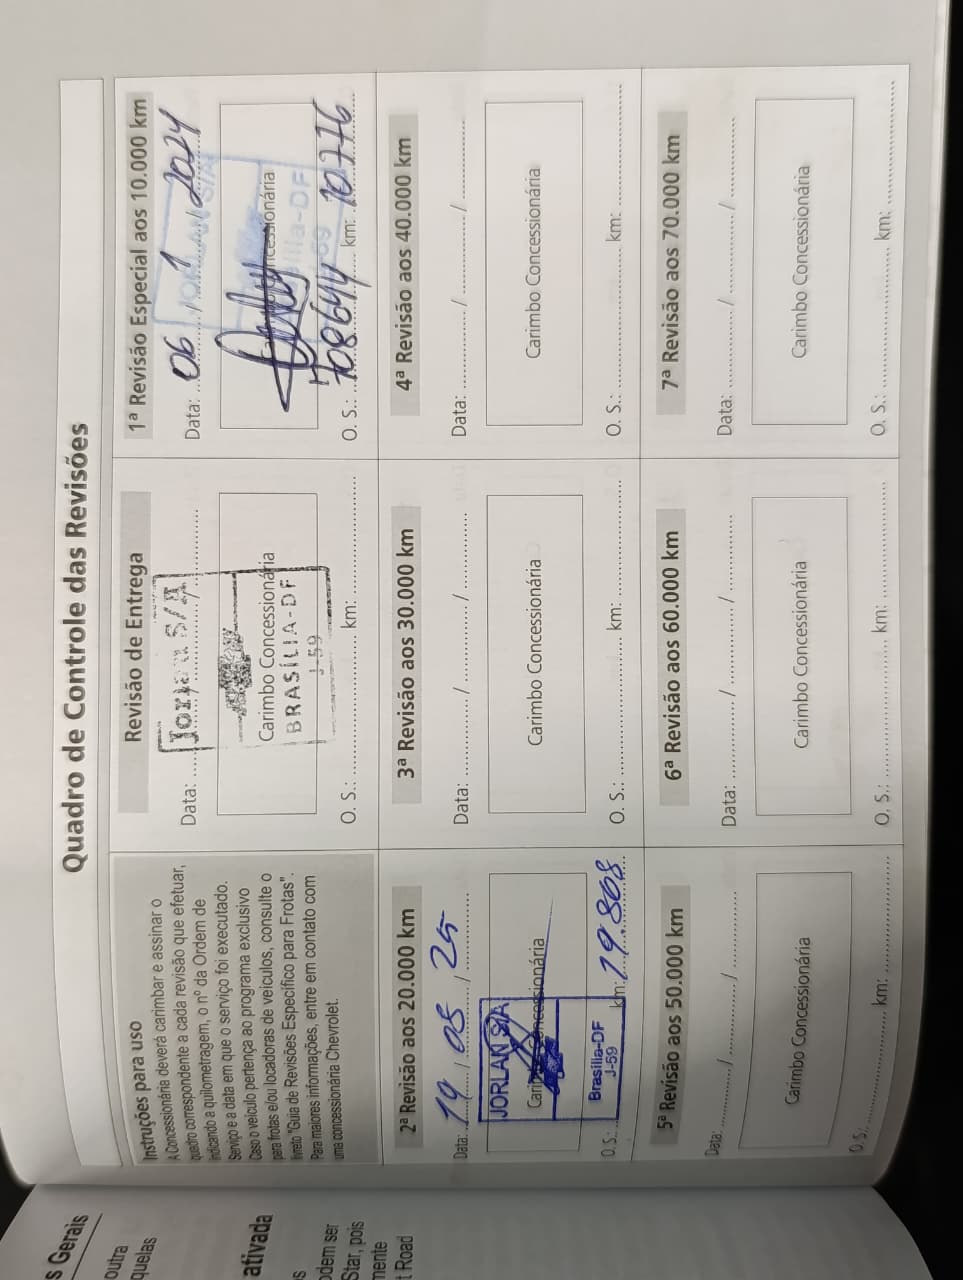 Quadro de Controle das Revisões
Instruções para uso
A Concessionária deverá carimbar e assinar o
quadro correspondente a cada revisão que efetuar,
indicando a quilometragem, o nº da Ordem de
Serviço e a data em que o serviço foi executado.
Caso o veículo pertença ao programa exclusivo
para frotas e/ou locadoras de veículos, consulte o
livreto "Guia de Revisões Específico para Frotas".
Para maiores informações, entre em contato com
uma concessionária Chevrolet.
Revisão de Entrega
Data: ......../......../................
Jorlan S/A
Carimbo Concessionária
BRASÍLIA-DF
J-59
O. S.: ............................ km: ......................
1ª Revisão Especial aos 10.000 km
Data: 06 / 1 / 2024
JORLAN S/A
Carimbo Concessionária
Brasília-DF
J-59
O. S.: 108644 km: 10776
2ª Revisão aos 20.000 km
Data: 19 / 08 / 25
JORLAN S/A
Carimbo Concessionária
Brasília-DF
J-59
O. S.: km: 19.808
3ª Revisão aos 30.000 km
Data: ................/................/................
Carimbo Concessionária
O. S.: ............................ km: ......................
4ª Revisão aos 40.000 km
Data: ................/................/................
Carimbo Concessionária
O. S.: ............................ km: ......................
5ª Revisão aos 50.000 km
Data: ................/................/................
Carimbo Concessionária
O. S.: ............................ km: ......................
6ª Revisão aos 60.000 km
Data: ................/................/................
Carimbo Concessionária
O. S.: ............................ km: ......................
7ª Revisão aos 70.000 km
Data: ................/................/................
Carimbo Concessionária
O. S.: ............................ km: ......................
s Gerais
outra
quelas
ativada
os
odem ser
Star, pois
mente
t Road